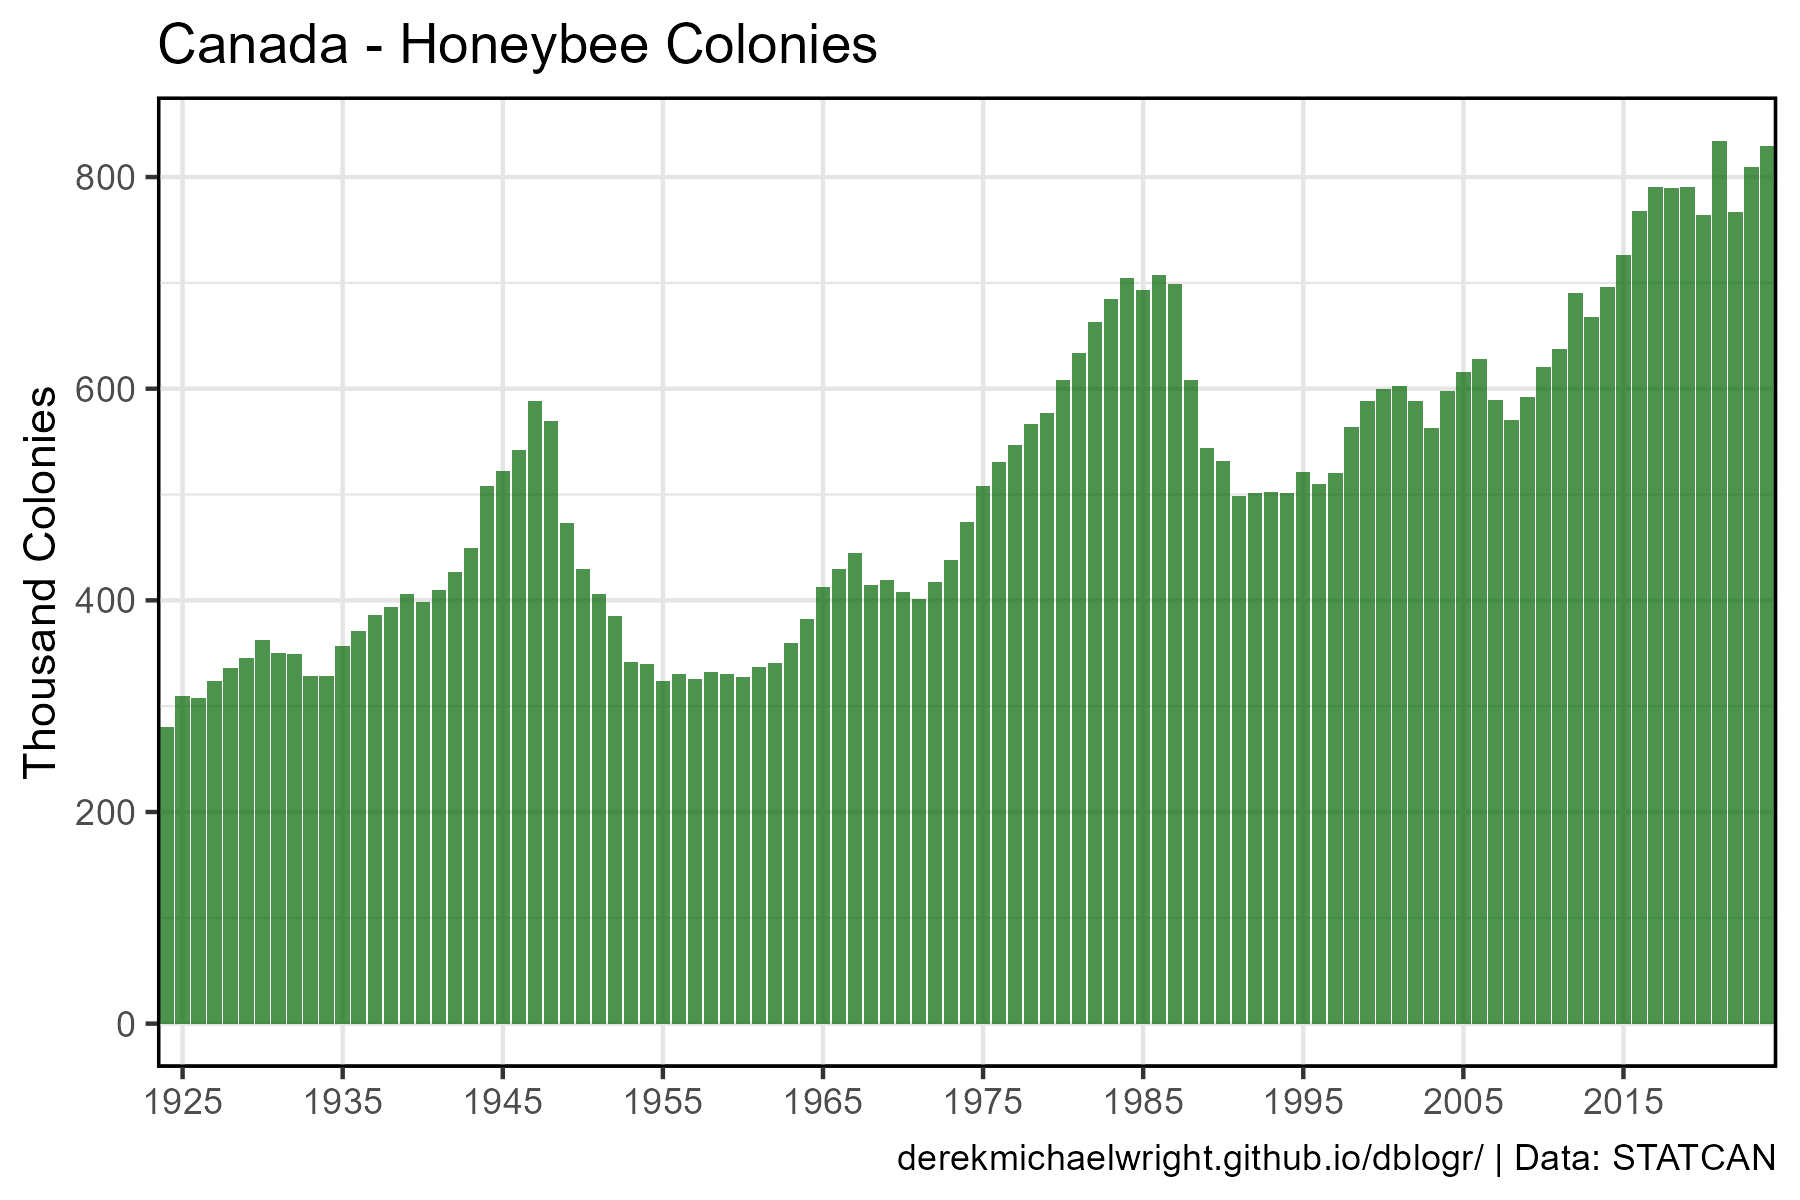 Canada - Honeybee Colonies
Thousand Colonies
800
600
400
200
0
1925 1935 1945 1955 1965 1975 1985 1995 2005 2015
derekmichaelwright.github.io/dblogr/ | Data: STATCAN